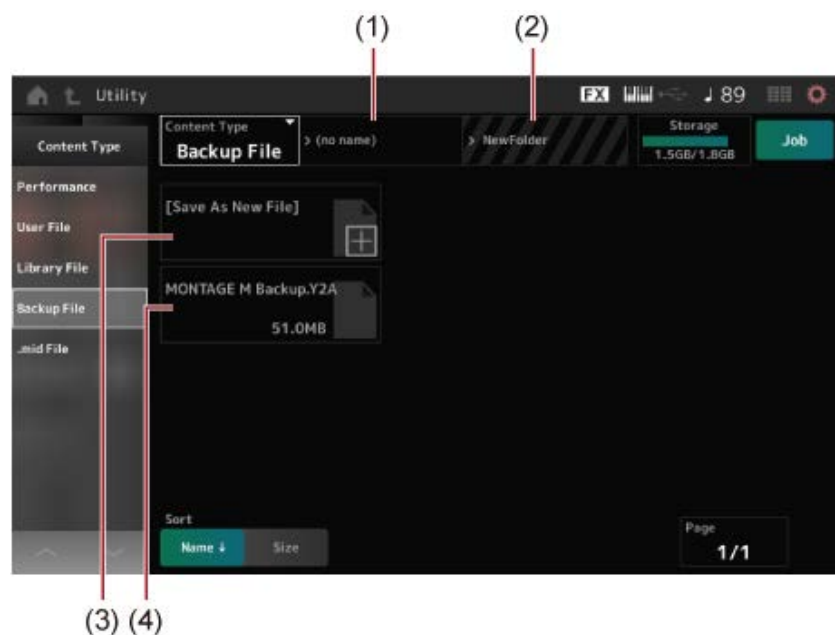 (1) (2)
Utility FX ♩ 89
Content Type Content Type Backup File > (no name) > NewFolder Storage 1.5GB/1.8GB Job
Performance
User File
Library File
Backup File
.mid File
[Save As New File]
MONTAGE M Backup.Y2A
51.0MB
Sort
Name ↓ Size
Page
1/1
(3) (4)